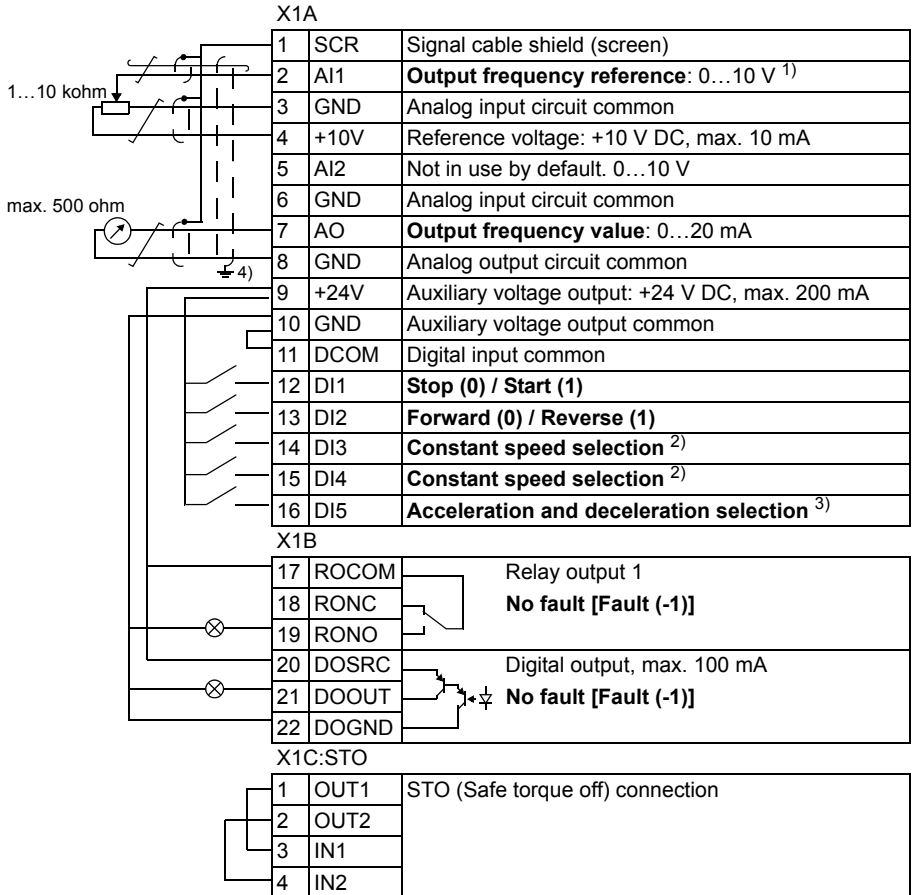 X1A
1 SCR Signal cable shield (screen)
2 AI1 Output frequency reference: 0…10 V 1)
1…10 kohm
3 GND Analog input circuit common
4 +10V Reference voltage: +10 V DC, max. 10 mA
5 AI2 Not in use by default. 0…10 V
6 GND Analog input circuit common
max. 500 ohm
7 AO Output frequency value: 0…20 mA
8 GND Analog output circuit common
4)
9 +24V Auxiliary voltage output: +24 V DC, max. 200 mA
10 GND Auxiliary voltage output common
11 DCOM Digital input common
12 DI1 Stop (0) / Start (1)
13 DI2 Forward (0) / Reverse (1)
14 DI3 Constant speed selection 2)
15 DI4 Constant speed selection 2)
16 DI5 Acceleration and deceleration selection 3)
X1B
17 ROCOM Relay output 1
18 RONC No fault [Fault (-1)]
19 RONO
20 DOSRC Digital output, max. 100 mA
21 DOOUT No fault [Fault (-1)]
22 DOGND
X1C:STO
1 OUT1 STO (Safe torque off) connection
2 OUT2
3 IN1
4 IN2